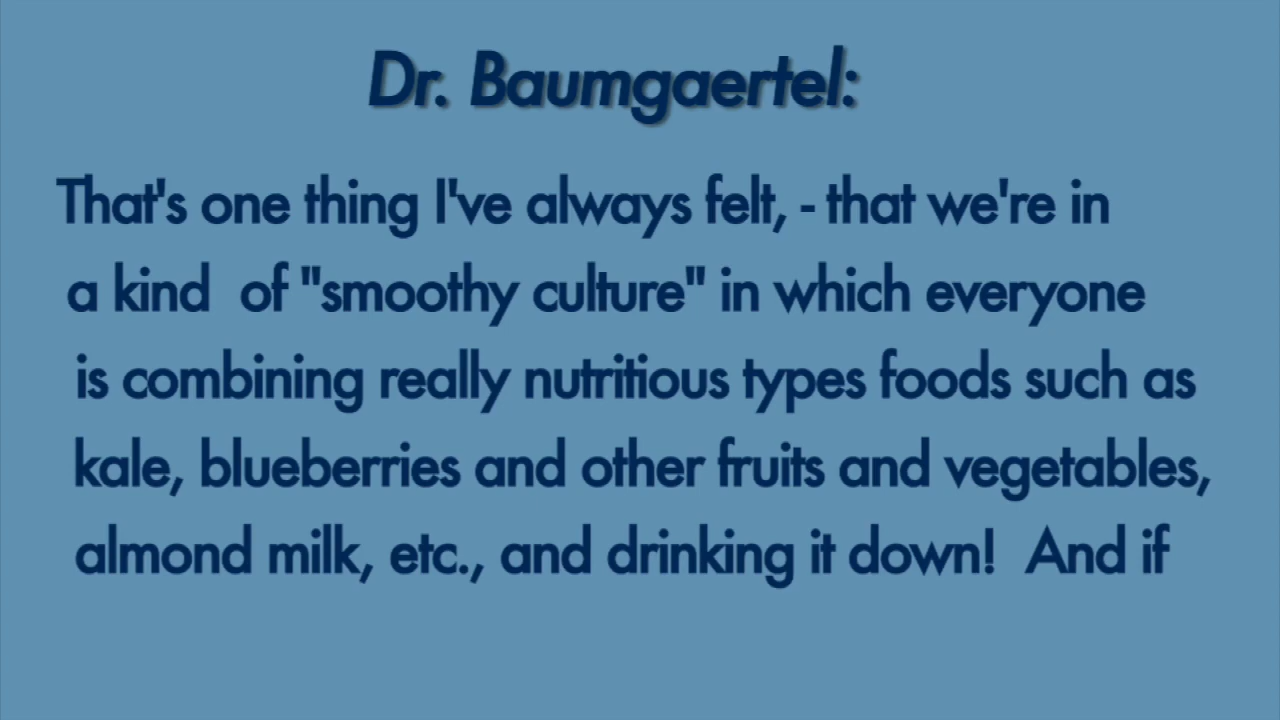 Dr. Baumgaertel:
That's one thing I've always felt, - that we're in
a kind  of "smoothy culture" in which everyone
is combining really nutritious types foods such as
kale, blueberries and other fruits and vegetables,
almond milk, etc., and drinking it down!  And if